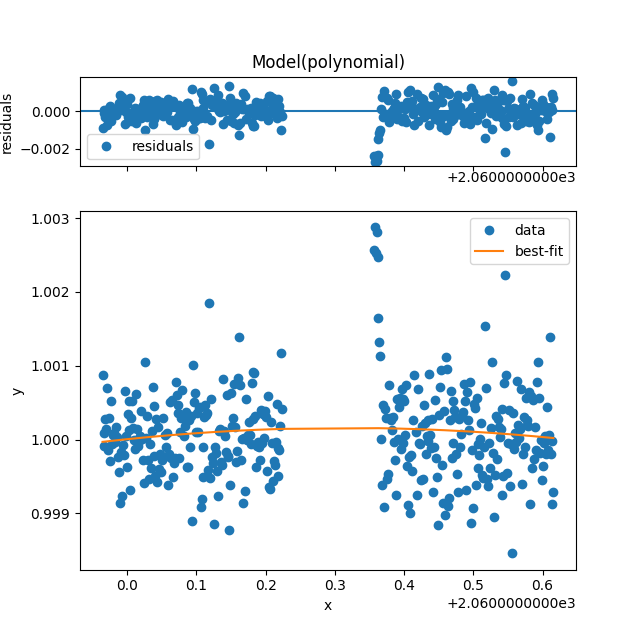 Model(polynomial)
residuals
0.000
−0.002
residuals
+2.0600000000e3
1.003
1.002
1.001
1.000
0.999
y
data
best-fit
0.0 0.1 0.2 0.3 0.4 0.5 0.6
x
+2.0600000000e3